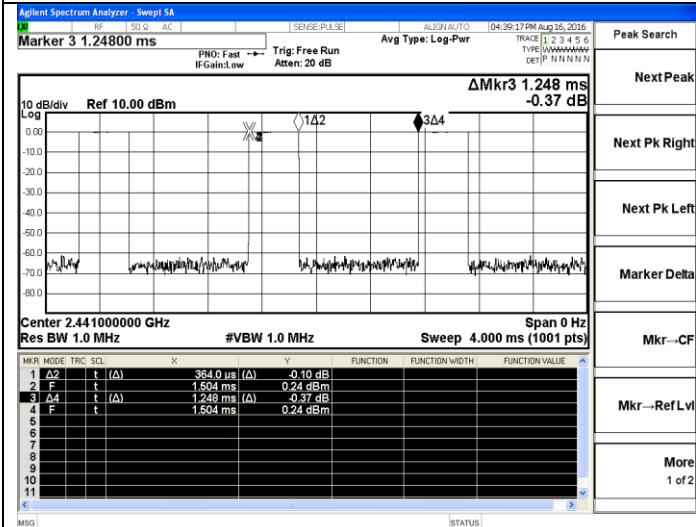 Agilent Spectrum Analyzer - Swept SA
LXI RF 50 Ω AC SENSE:PULSE ALIGN AUTO 04:39:17 PM Aug 16, 2016
Marker 3 1.24800 ms
PNO: Fast
IFGain:Low
Trig: Free Run
Atten: 20 dB
Avg Type: Log-Pwr
TRACE 1 2 3 4 5 6
TYPE
DET P N N N N N
Peak Search
Next Peak
Next Pk Right
Next Pk Left
Marker Delta
Mkr→CF
Mkr→Ref Lvl
More
1 of 2
ΔMkr3 1.248 ms
-0.37 dB
10 dB/div Ref 10.00 dBm
Log
0.00
-10.0
-20.0
-30.0
-40.0
-50.0
-60.0
-70.0
-80.0
1Δ2
3Δ4
Center 2.441000000 GHz Span 0 Hz
Res BW 1.0 MHz #VBW 1.0 MHz Sweep 4.000 ms (1001 pts)
MKR MODE TRC SCL X Y FUNCTION FUNCTION WIDTH FUNCTION VALUE
1 Δ2 t (Δ) 364.0 µs (Δ) -0.10 dB
2 F t 1.504 ms 0.24 dBm
3 Δ4 t (Δ) 1.248 ms (Δ) -0.37 dB
4 F t 1.504 ms 0.24 dBm
5
6
7
8
9
10
11
MSG STATUS